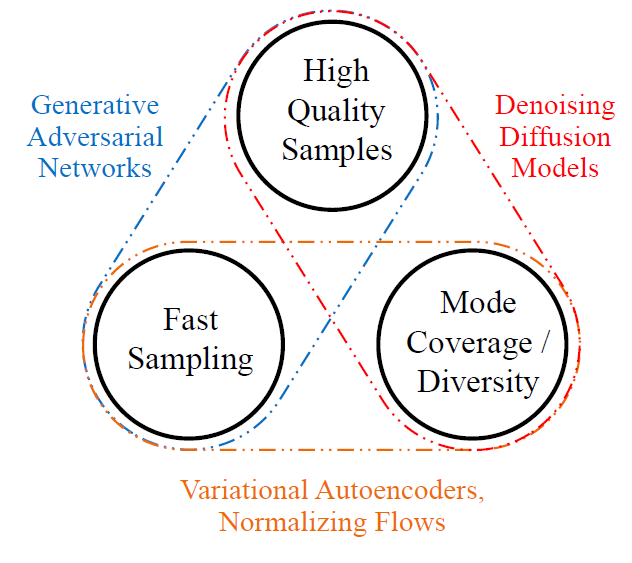 High
Quality
Samples
Generative
Adversarial
Networks
Denoising
Diffusion
Models
Fast
Sampling
Mode
Coverage /
Diversity
Variational Autoencoders,
Normalizing Flows